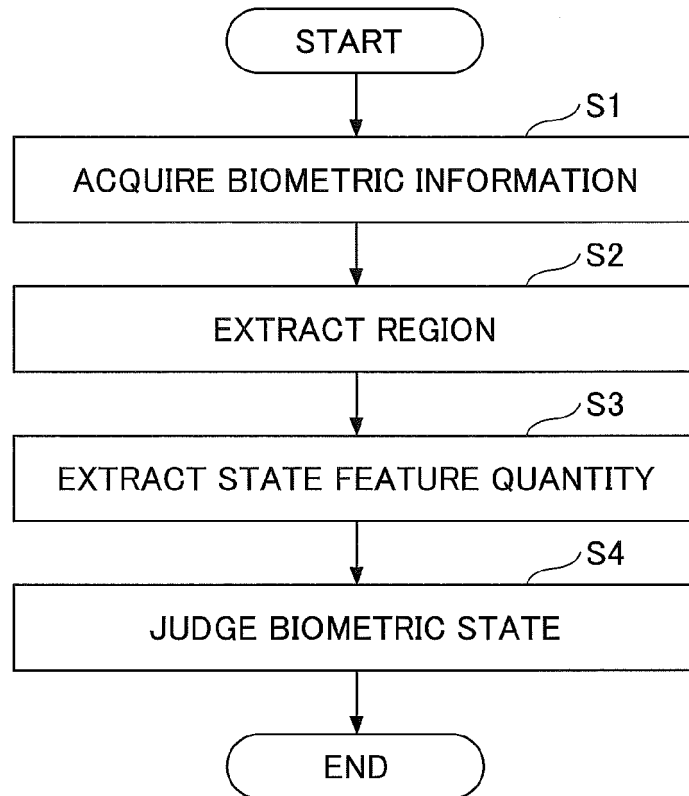 START
S1
ACQUIRE BIOMETRIC INFORMATION
S2
EXTRACT REGION
S3
EXTRACT STATE FEATURE QUANTITY
S4
JUDGE BIOMETRIC STATE
END